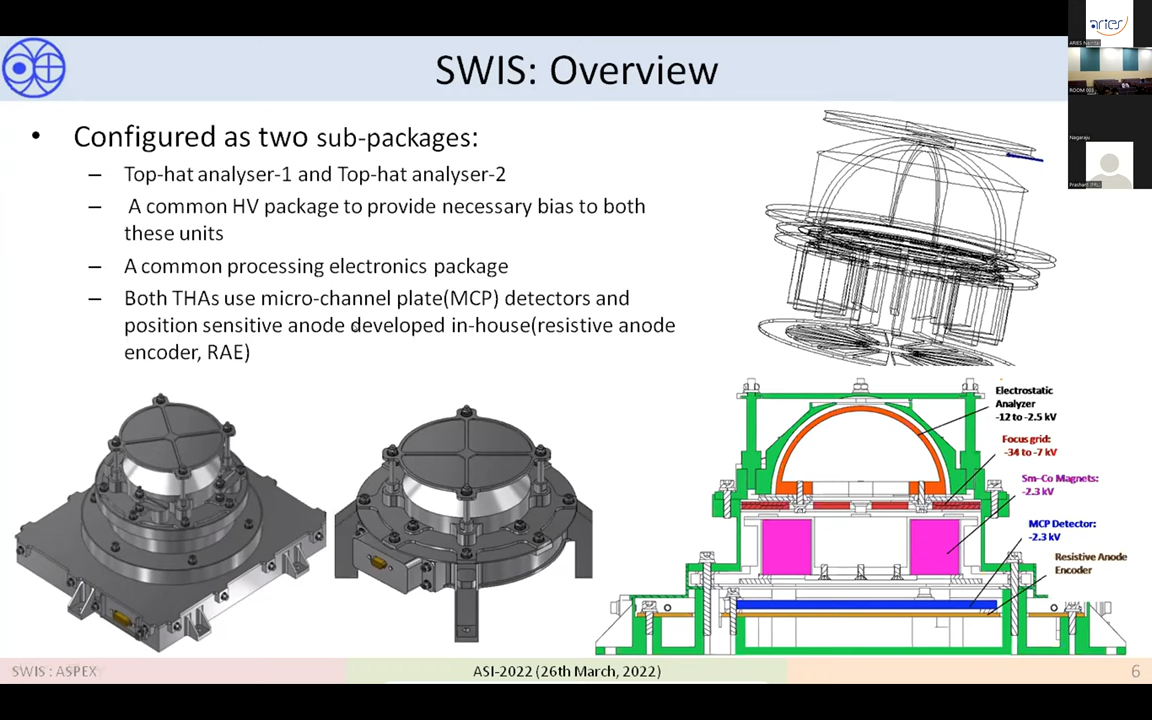 SWIS: Overview
• Configured as two sub-packages:
– Top-hat analyser-1 and Top-hat analyser-2
– A common HV package to provide necessary bias to both
these units
– A common processing electronics package
– Both THAs use micro-channel plate(MCP) detectors and
position sensitive anode developed in-house(resistive anode
encoder, RAE)
Electrostatic
Analyzer
-12 to -2.5 kV
Focus grid:
-34 to -7 kV
Sm-Co Magnets:
-2.3 kV
MCP Detector:
-2.3 kV
Resistive Anode
Encoder
SWIS : ASPEX
ASI-2022 (26th March, 2022)
6
aries
Nagaraju